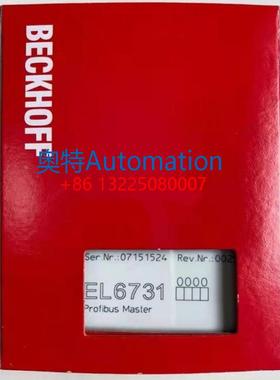 BECKHOFF
奥特Automation
+86 13225080007
Ser.Nr.:07151524 Rev.Nr.:002
EL6731 0000
Profibus Master